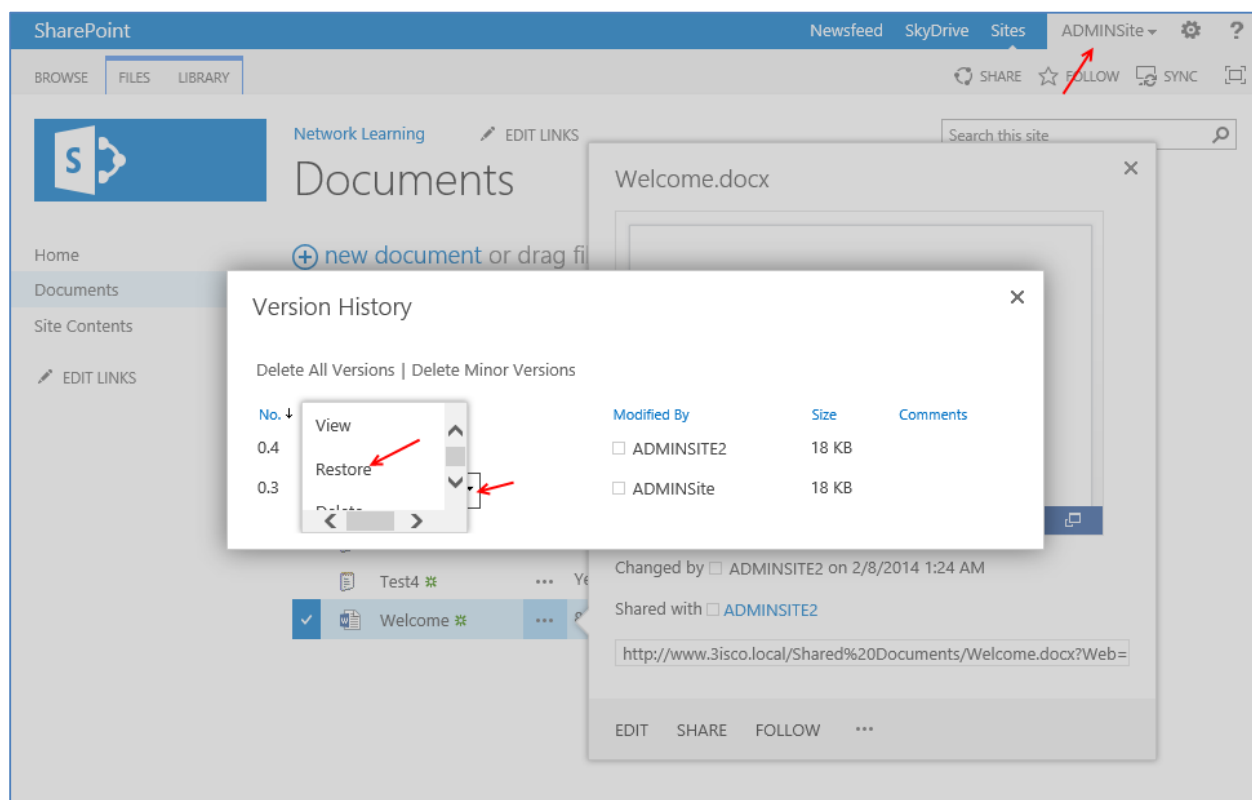 SharePoint
Newsfeed SkyDrive Sites ADMINSite ?
BROWSE FILES LIBRARY
SHARE FOLLOW SYNC
S
Network Learning EDIT LINKS
Search this site
Documents
Welcome.docx
Home
Documents
Site Contents
EDIT LINKS
new document or drag fi
Version History
Delete All Versions | Delete Minor Versions
No. Modified By Size Comments
View
0.4 ADMINSITE2 18 KB
Restore
0.3 ADMINSite 18 KB
Delete
Changed by ADMINSITE2 on 2/8/2014 1:24 AM
Test4 ... Ye
Shared with ADMINSITE2
Welcome ...
http://www.3isco.local/Shared%20Documents/Welcome.docx?Web=
EDIT SHARE FOLLOW ...